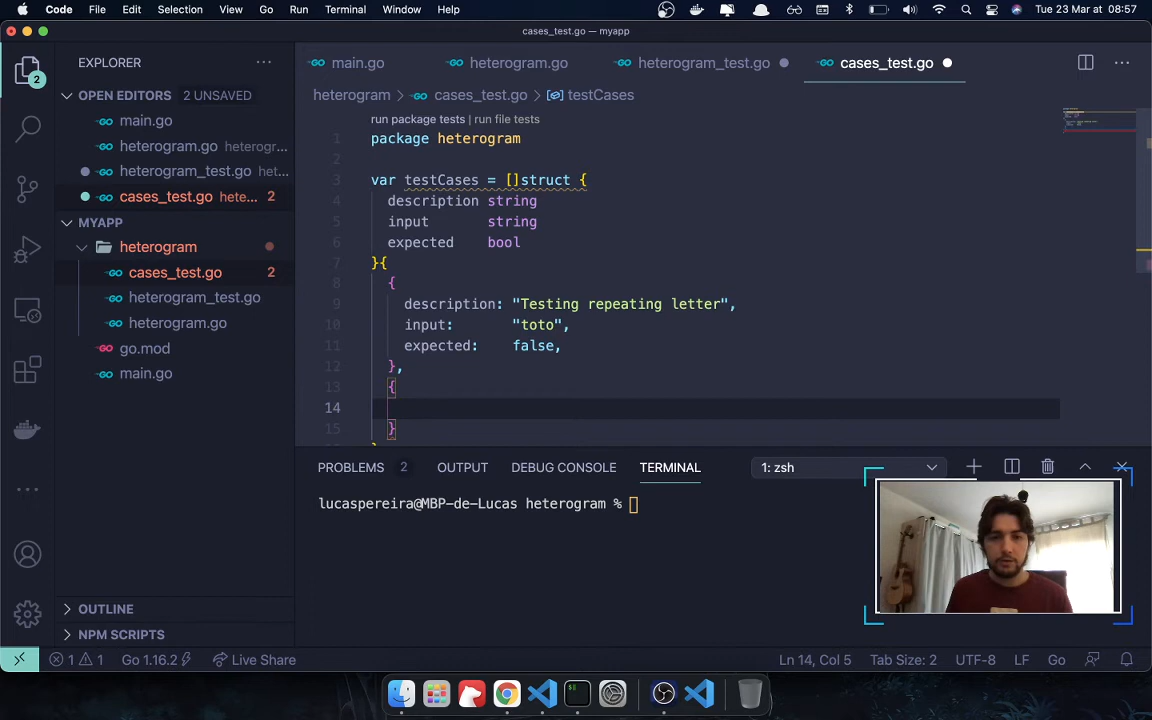 Code File Edit Selection View Go Run Terminal Window Help Tue 23 Mar at 08:57
cases_test.go — myapp
EXPLORER
main.go heterogram.go heterogram_test.go cases_test.go
2
OPEN EDITORS 2 UNSAVED
main.go
heterogram.go heterogr...
heterogram_test.go het...
cases_test.go hete... 2
MYAPP
heterogram
cases_test.go 2
heterogram_test.go
heterogram.go
go.mod
main.go
OUTLINE
NPM SCRIPTS
heterogram > cases_test.go > testCases
run package tests | run file tests
1 package heterogram
2
3 var testCases = []struct {
4 description string
5 input string
6 expected bool
7 }{
8 {
9 description: "Testing repeating letter",
10 input: "toto",
11 expected: false,
12 },
13 {
14
15 }
PROBLEMS 2 OUTPUT DEBUG CONSOLE TERMINAL 1: zsh
lucaspereira@MBP-de-Lucas heterogram %
1 1 Go 1.16.2 Live Share Ln 14, Col 5 Tab Size: 2 UTF-8 LF Go